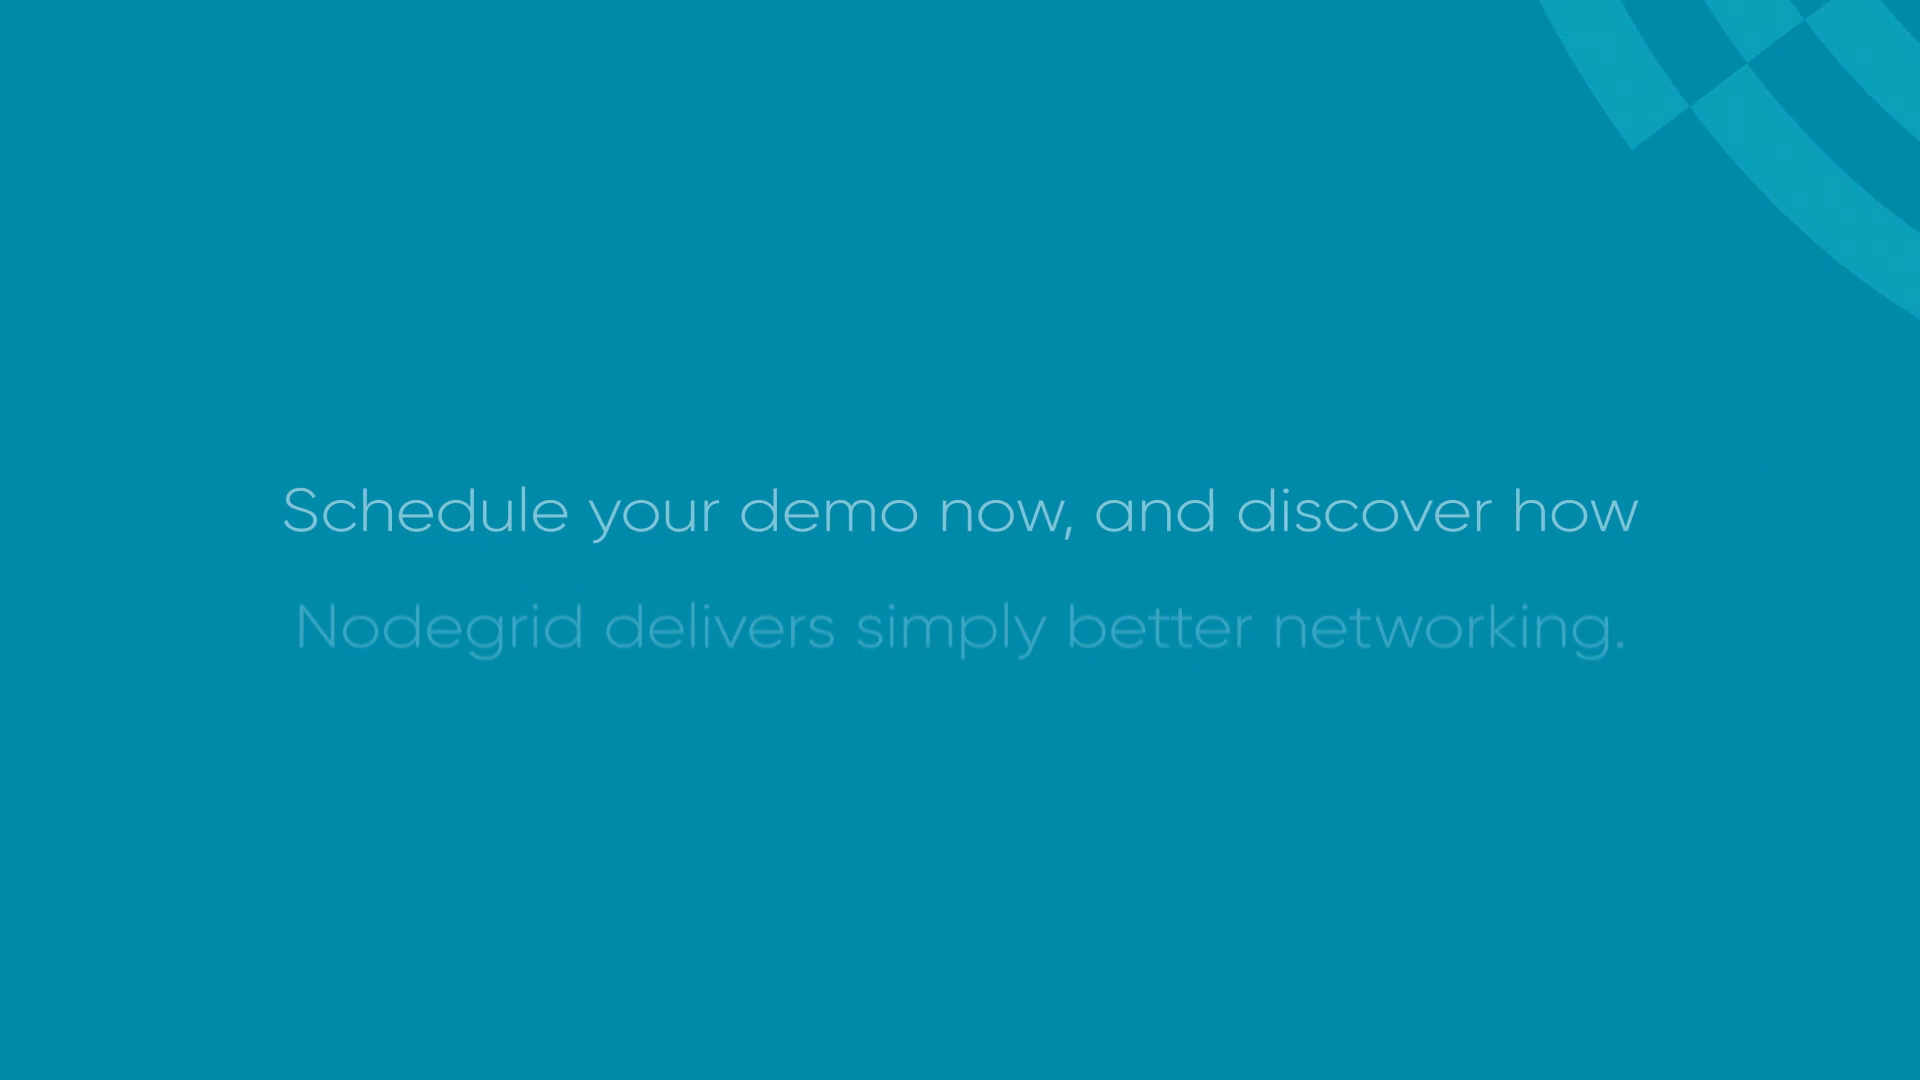 Schedule your demo now, and discover how
Nodegrid delivers simply better networking.